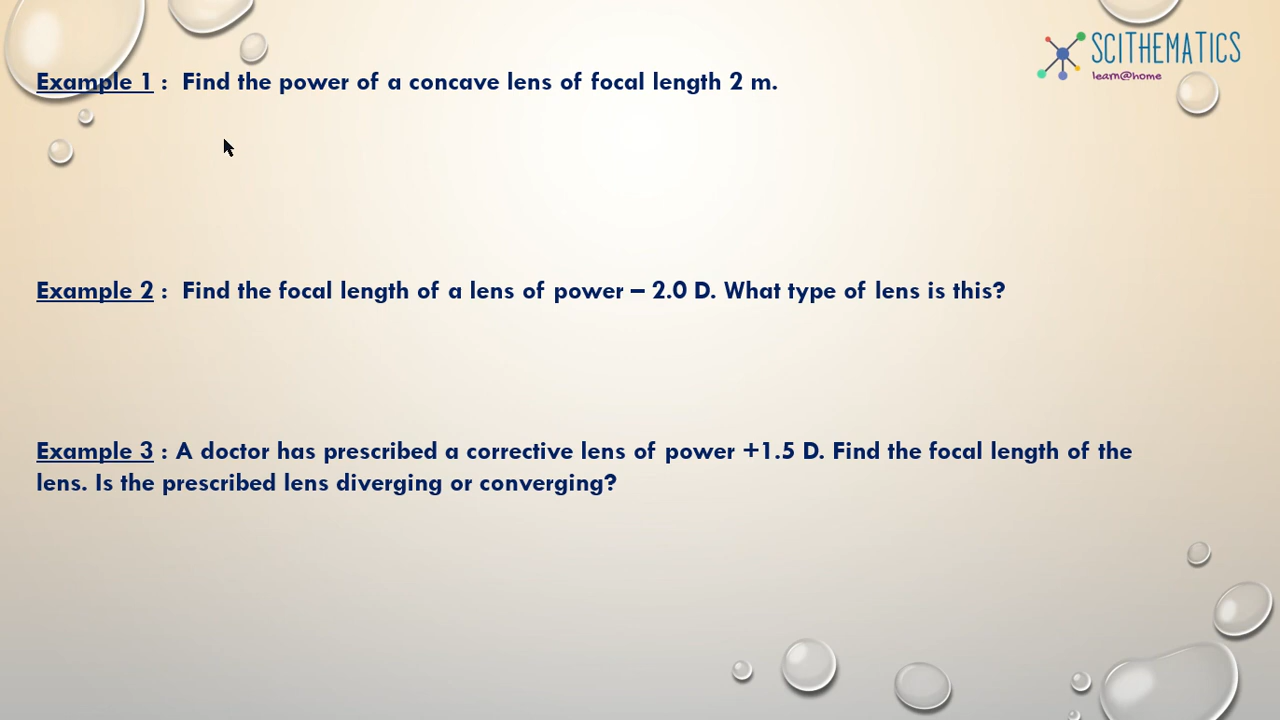 SCITHEMATICS
learn@home
Example 1 : Find the power of a concave lens of focal length 2 m.
Example 2 : Find the focal length of a lens of power – 2.0 D. What type of lens is this?
Example 3 : A doctor has prescribed a corrective lens of power +1.5 D. Find the focal length of the
lens. Is the prescribed lens diverging or converging?